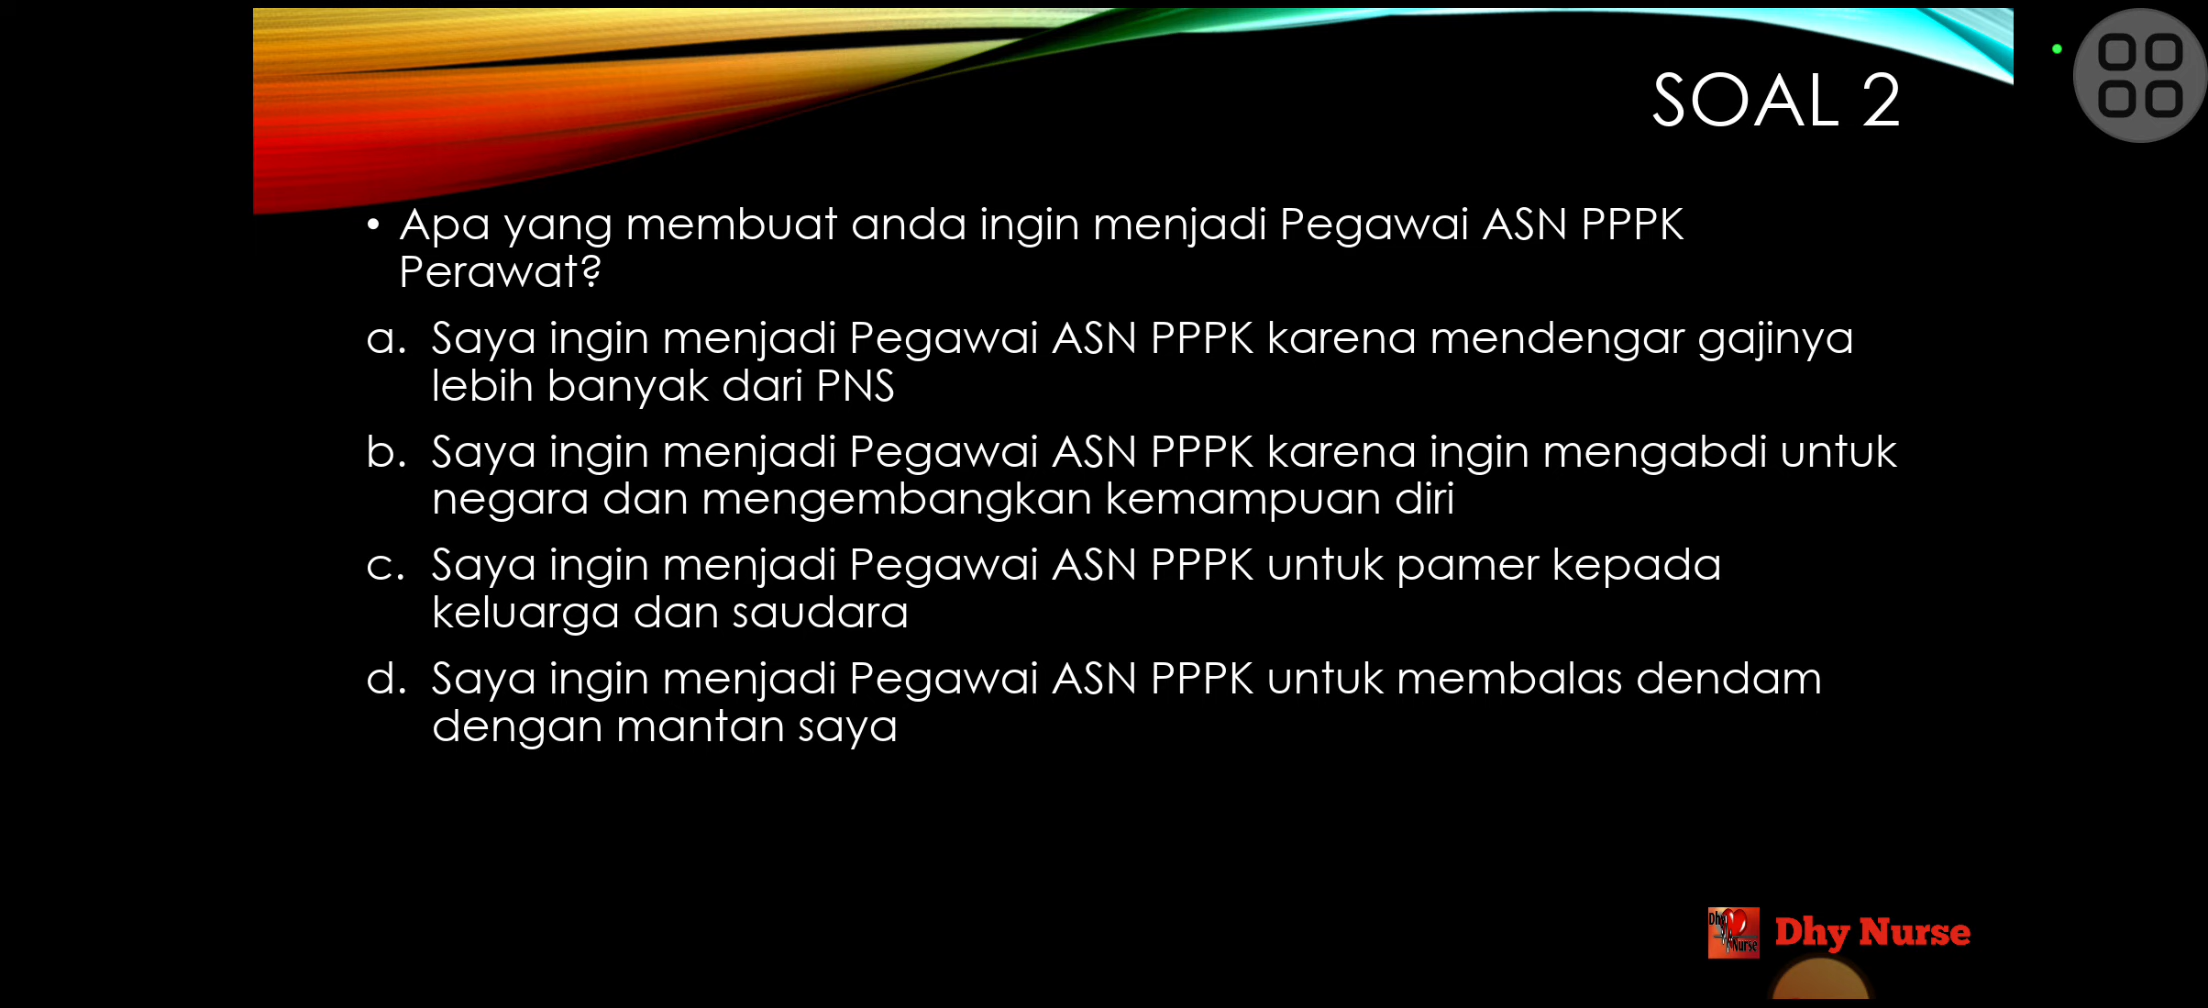 SOAL 2
• Apa yang membuat anda ingin menjadi Pegawai ASN PPPK
Perawat?
a. Saya ingin menjadi Pegawai ASN PPPK karena mendengar gajinya
lebih banyak dari PNS
b. Saya ingin menjadi Pegawai ASN PPPK karena ingin mengabdi untuk
negara dan mengembangkan kemampuan diri
c. Saya ingin menjadi Pegawai ASN PPPK untuk pamer kepada
keluarga dan saudara
d. Saya ingin menjadi Pegawai ASN PPPK untuk membalas dendam
dengan mantan saya
Dhy
Nurse
Dhy Nurse